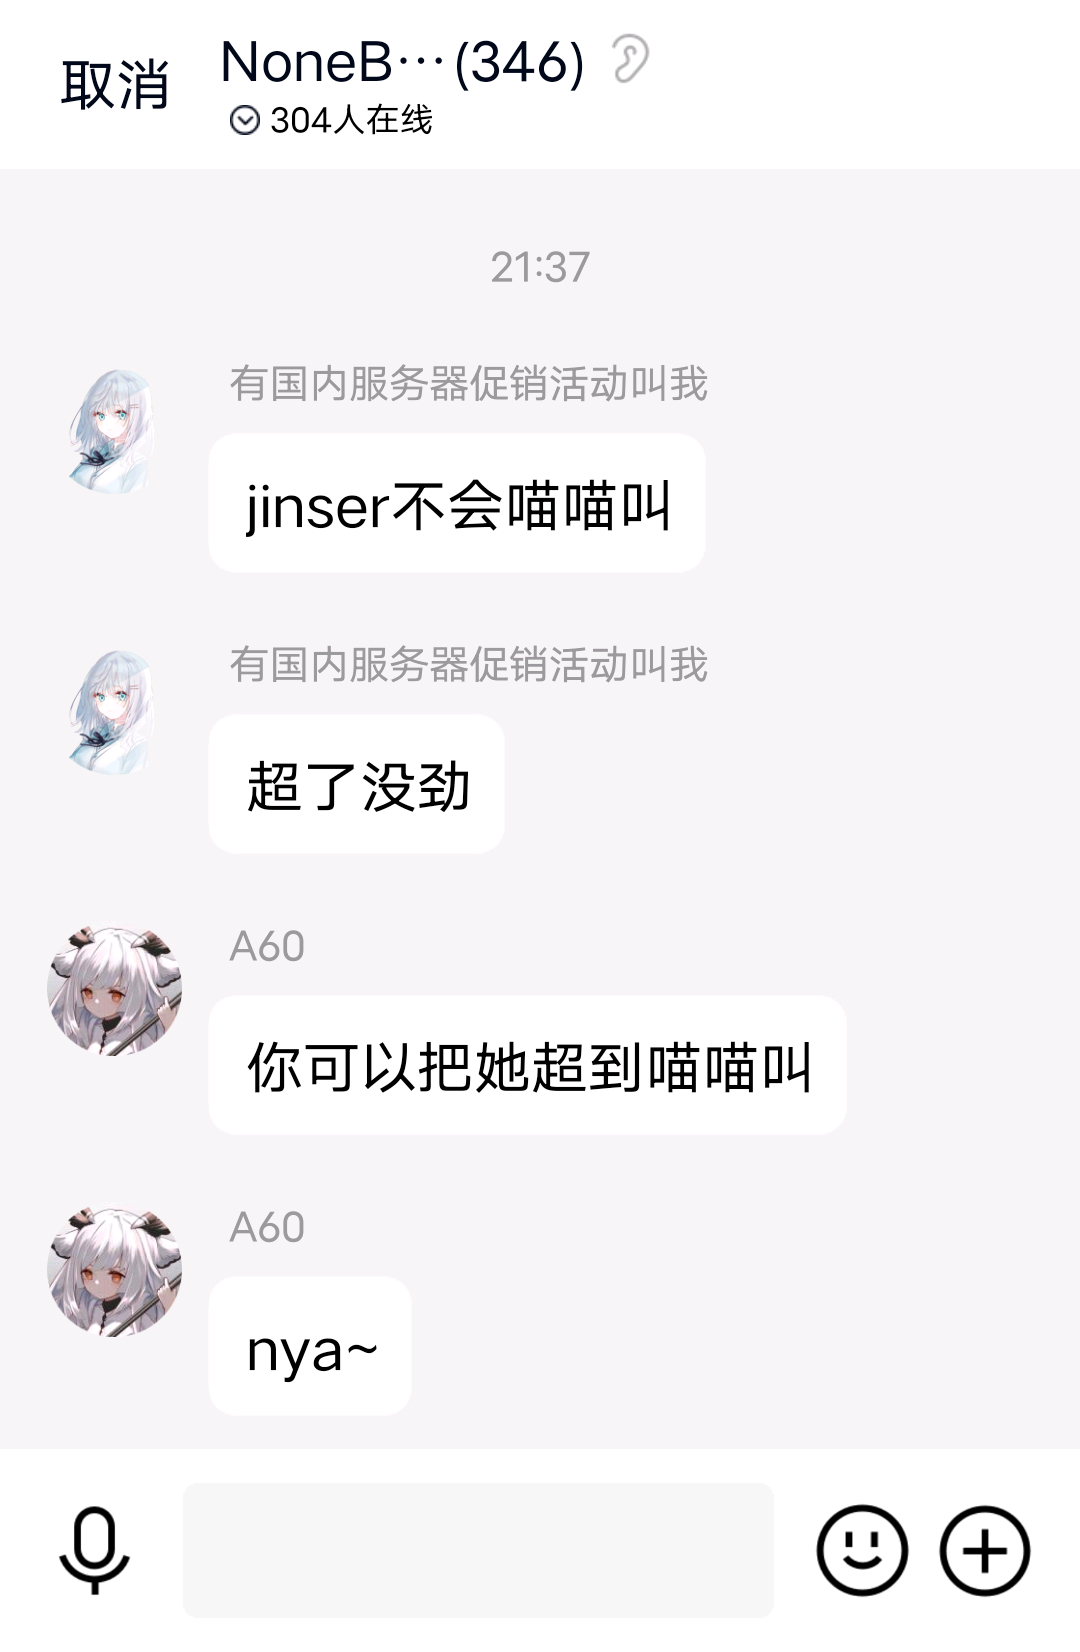 取消
NoneB…(346)
304人在线
21:37
有国内服务器促销活动叫我
jinser不会喵喵叫
有国内服务器促销活动叫我
超了没劲
A60
你可以把她超到喵喵叫
A60
nya~